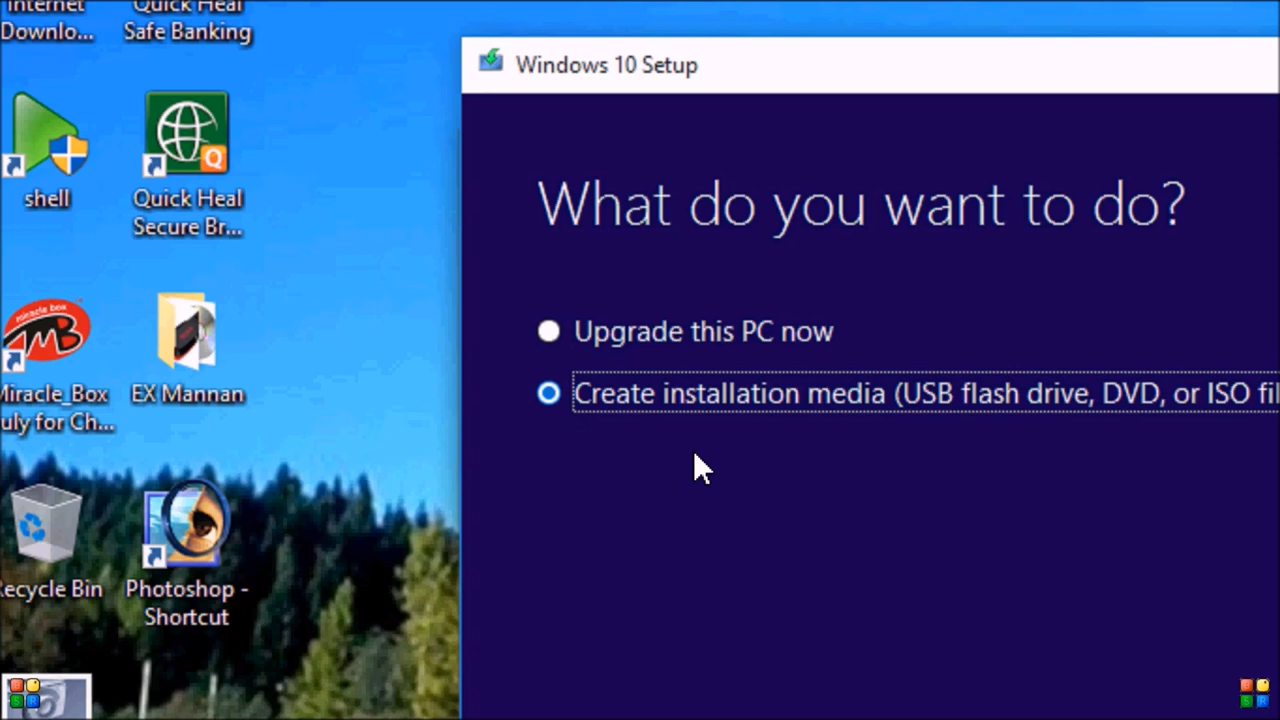 Internet
Downlo...
Quick Heal
Safe Banking
shell
Quick Heal
Secure Br...
miracle box
Miracle_Box
uly for Ch...
EX Mannan
Recycle Bin
Photoshop -
Shortcut
Windows 10 Setup
What do you want to do?
Upgrade this PC now
Create installation media (USB flash drive, DVD, or ISO fil